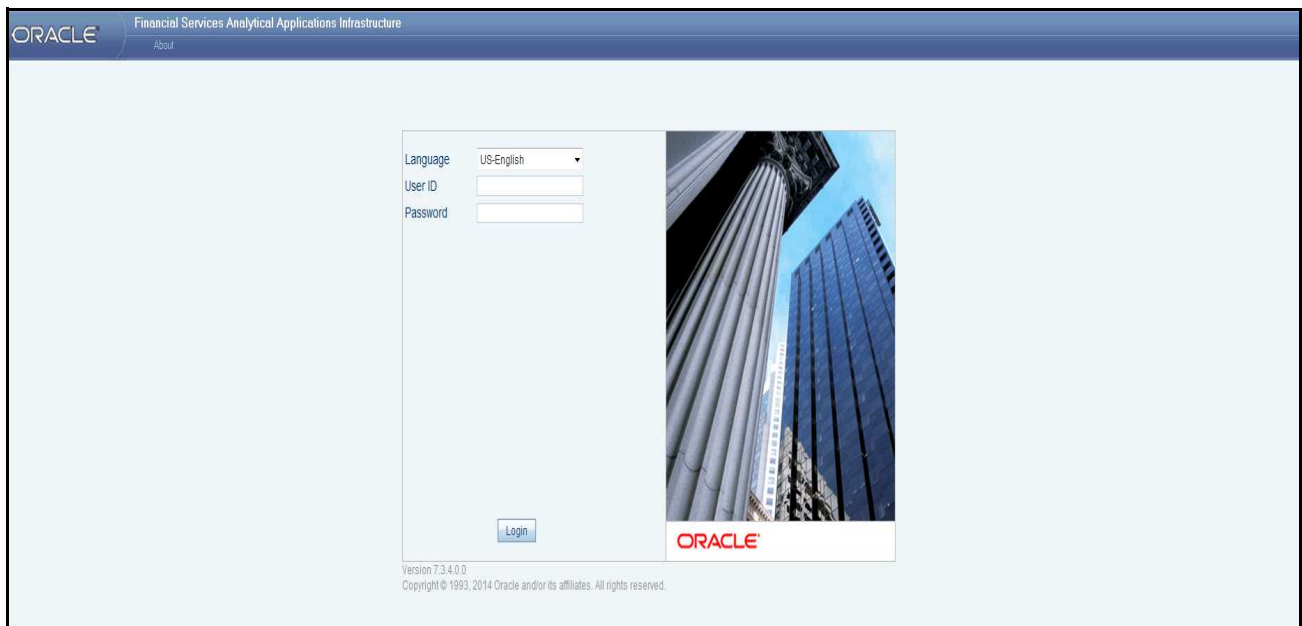 ORACLE
Financial Services Analytical Applications Infrastructure
About
Language US-English
User ID
Password
Login
ORACLE
Version 7.3.4.0.0
Copyright © 1993, 2014 Oracle and/or its affiliates. All rights reserved.